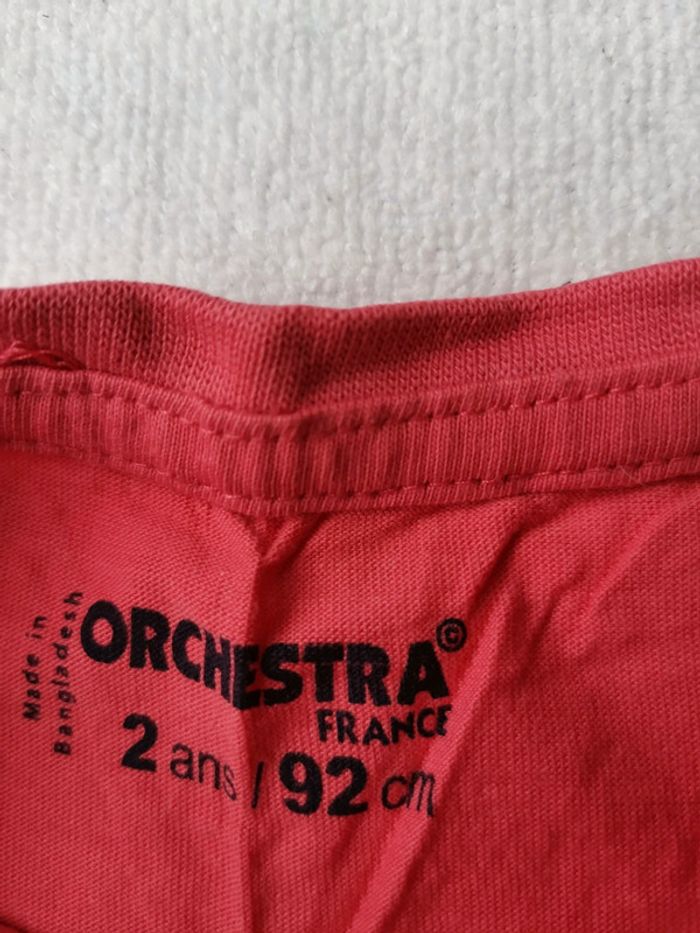 Made in
Bangladesh
ORCHESTRA©
FRANCE
2 ans / 92 cm